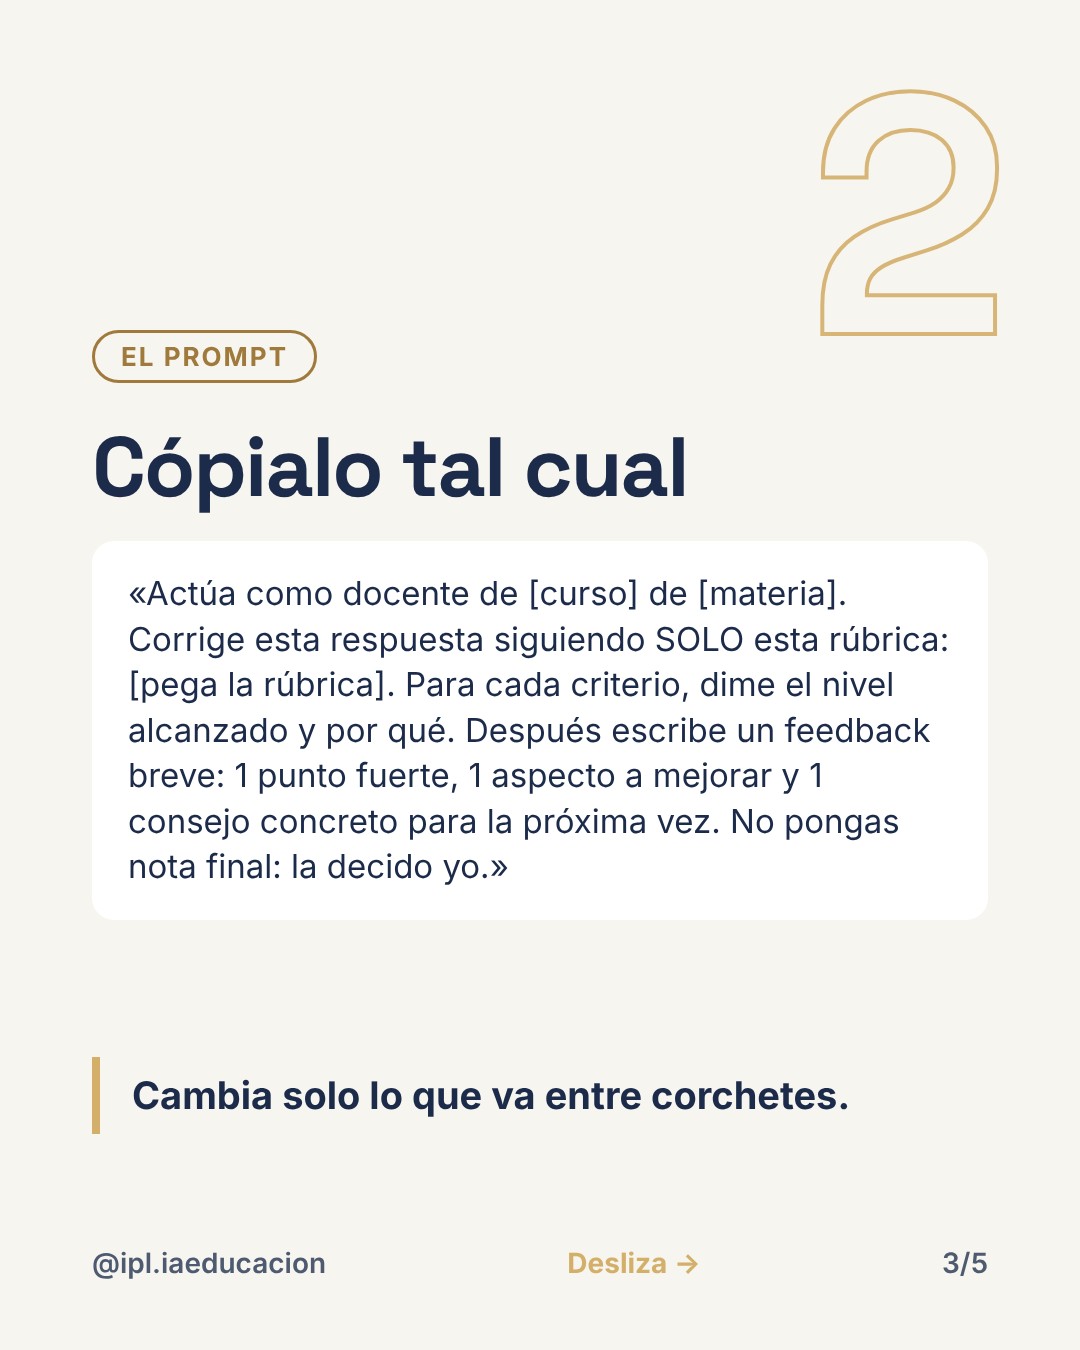 2
EL PROMPT
Cópialo tal cual
«Actúa como docente de [curso] de [materia].
Corrige esta respuesta siguiendo SOLO esta rúbrica:
[pega la rúbrica]. Para cada criterio, dime el nivel
alcanzado y por qué. Después escribe un feedback
breve: 1 punto fuerte, 1 aspecto a mejorar y 1
consejo concreto para la próxima vez. No pongas
nota final: la decido yo.»
Cambia solo lo que va entre corchetes.
@ipl.iaeducacion
Desliza →
3/5